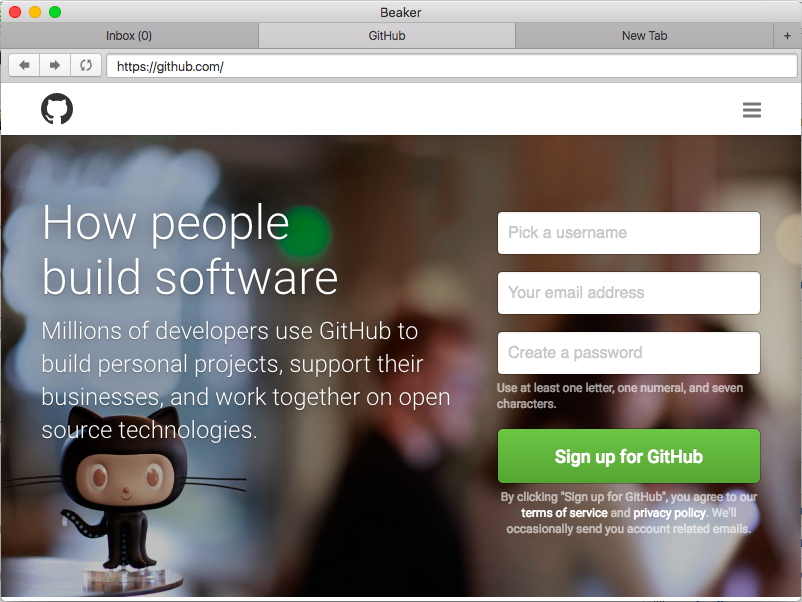 Beaker
Inbox (0)
GitHub
New Tab
+
https://github.com/
How people
build software
Millions of developers use GitHub to
build personal projects, support their
businesses, and work together on open
source technologies.
Pick a username
Your email address
Create a password
Use at least one letter, one numeral, and seven
characters.
Sign up for GitHub
By clicking "Sign up for GitHub", you agree to our
terms of service and privacy policy. We'll
occasionally send you account related emails.